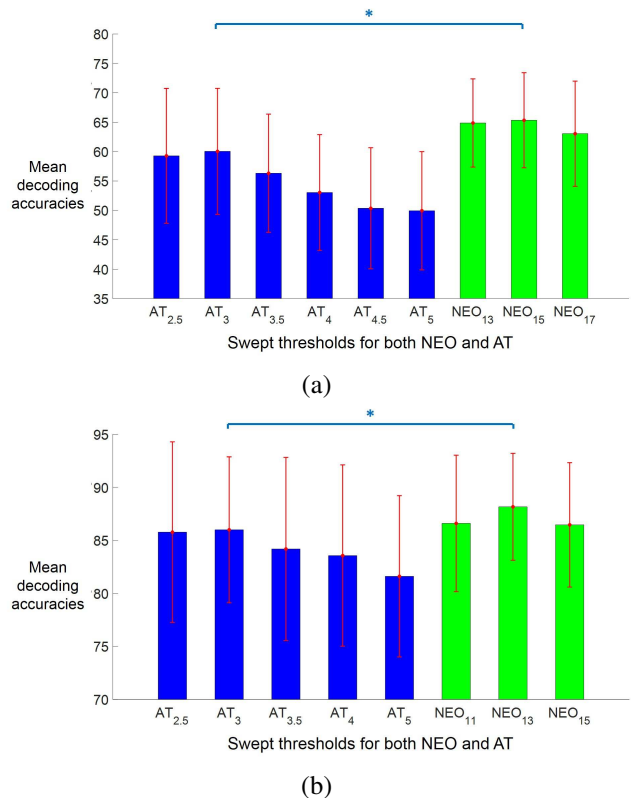 *
80
75
70
65
60
55
50
45
40
35
Mean
decoding
accuracies
AT2.5 AT3 AT3.5 AT4 AT4.5 AT5 NEO13 NEO15 NEO17
Swept thresholds for both NEO and AT
(a)
*
95
90
85
80
75
70
Mean
decoding
accuracies
AT2.5 AT3 AT3.5 AT4 AT5 NEO11 NEO13 NEO15
Swept thresholds for both NEO and AT
(b)